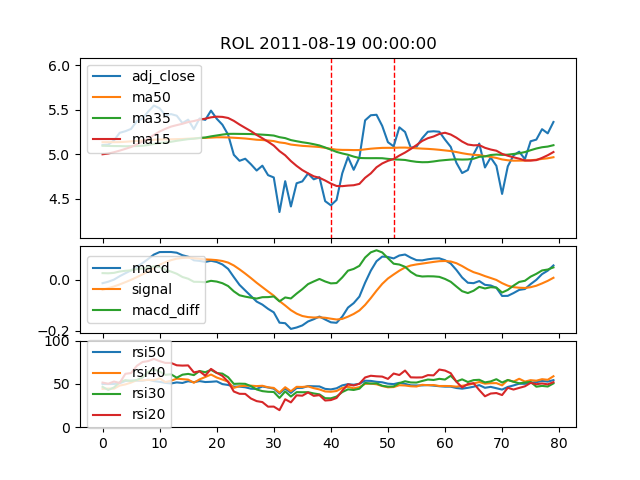 ROL 2011-08-19 00:00:00
6.0
5.5
5.0
4.5
adj_close
ma50
ma35
ma15
0.0
−0.2
macd
signal
macd_diff
100
50
0
rsi50
rsi40
rsi30
rsi20
0 10 20 30 40 50 60 70 80